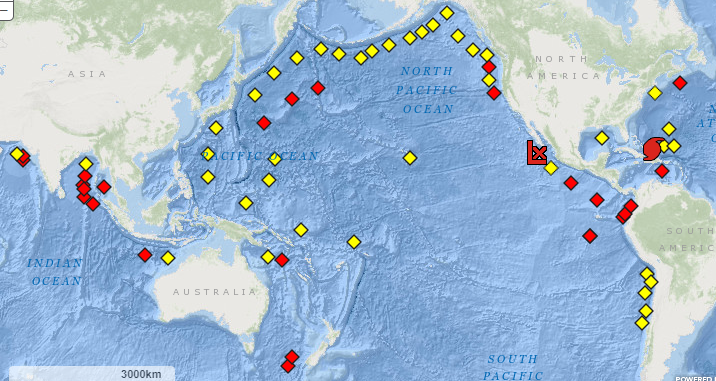 ASIA
NORTH
PACIFIC
OCEAN
NORTH
AMERICA
PACIFIC OCEAN
INDIAN
OCEAN
AUSTRALIA
SOUTH
AMERICA
SOUTH
PACIFIC
3000km
POWERED